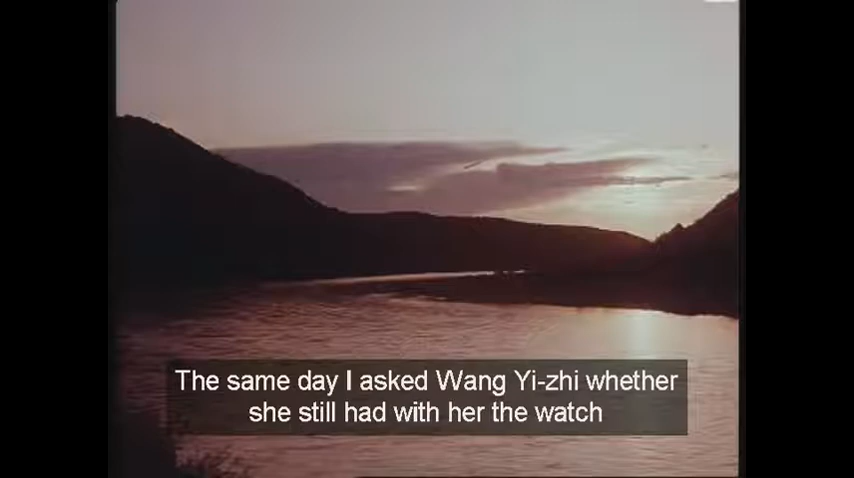 The same day I asked Wang Yi-zhi whether
she still had with her the watch